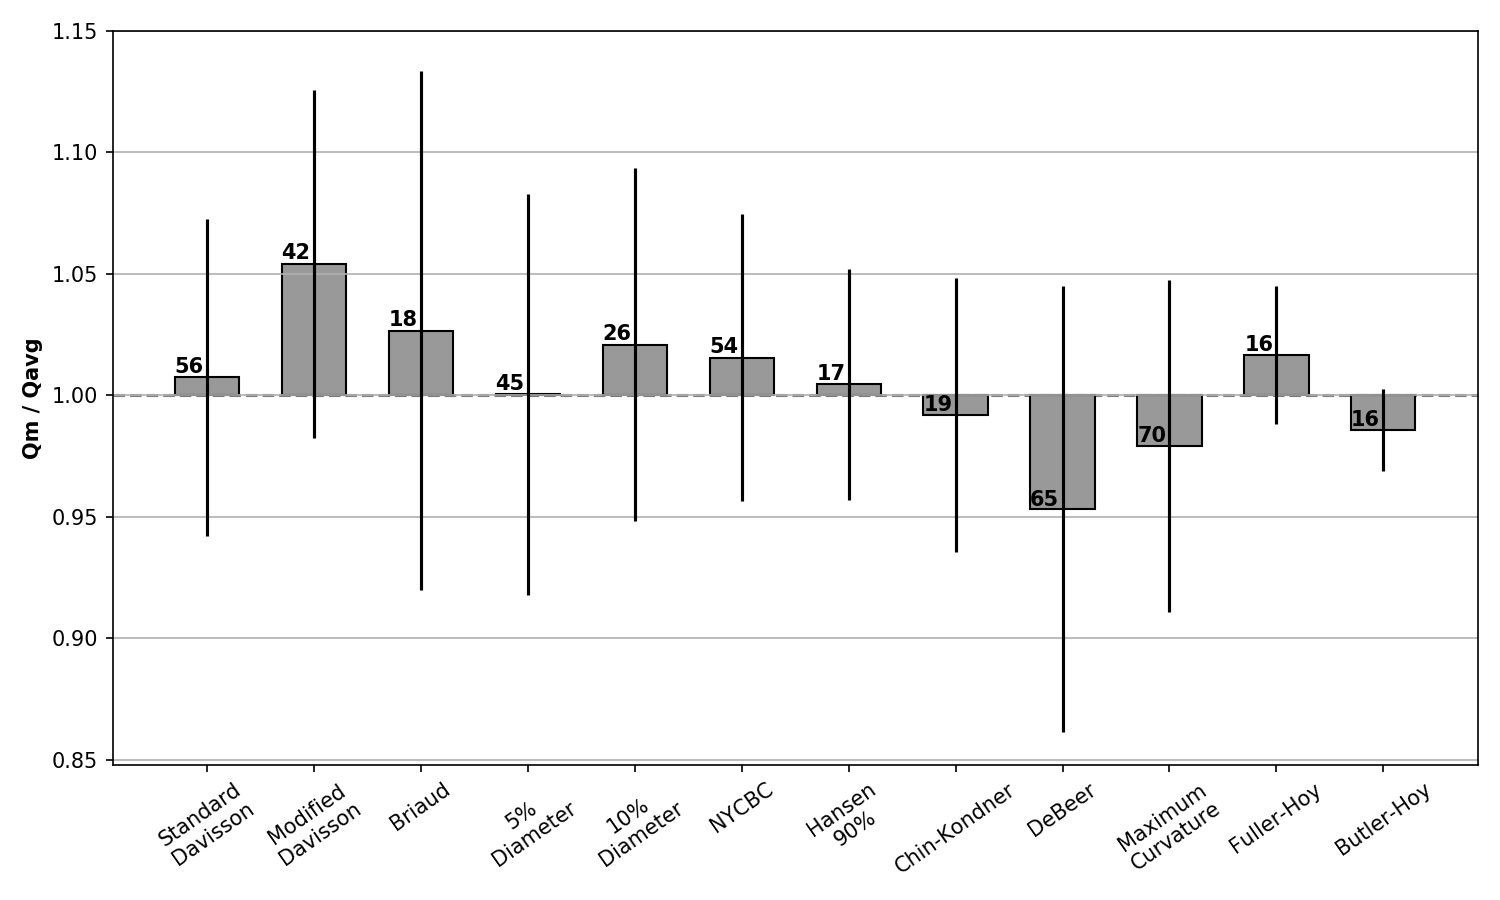 1.15
1.10
1.05
1.00
0.95
0.90
0.85
Qm / Qavg
56
42
18
45
26
54
17
19
65
70
16
16
Standard
Davisson
Modified
Davisson
Briaud
5%
Diameter
10%
Diameter
NYCBC
Hansen
90%
Chin-Kondner
DeBeer
Maximum
Curvature
Fuller-Hoy
Butler-Hoy